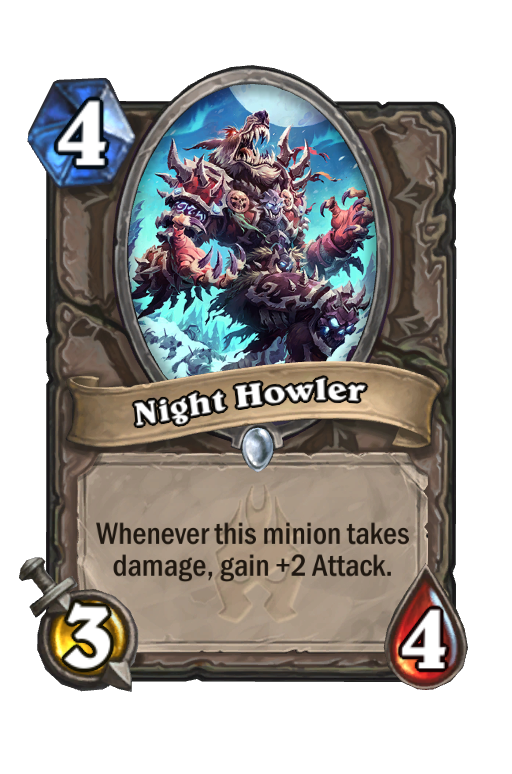 4
Night Howler
Whenever this minion takes
damage, gain +2 Attack.
3
4